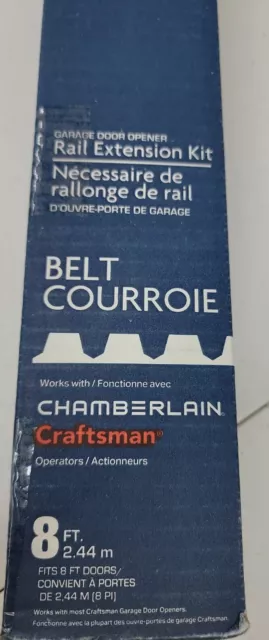 GARAGE DOOR OPENER
Rail Extension Kit
Nécessaire de
rallonge de rail
D'OUVRE-PORTE DE GARAGE
BELT
COURROIE
Works with / Fonctionne avec
CHAMBERLAIN
Craftsman®
Operators / Actionneurs
8 FT.
2.44 m
FITS 8 FT DOORS/
CONVIENT À PORTES
DE 2,44 M (8 PI)
Works with most Craftsman Garage Door Openers.
Fonctionne avec la plupart des ouvre-portes de garage Craftsman.